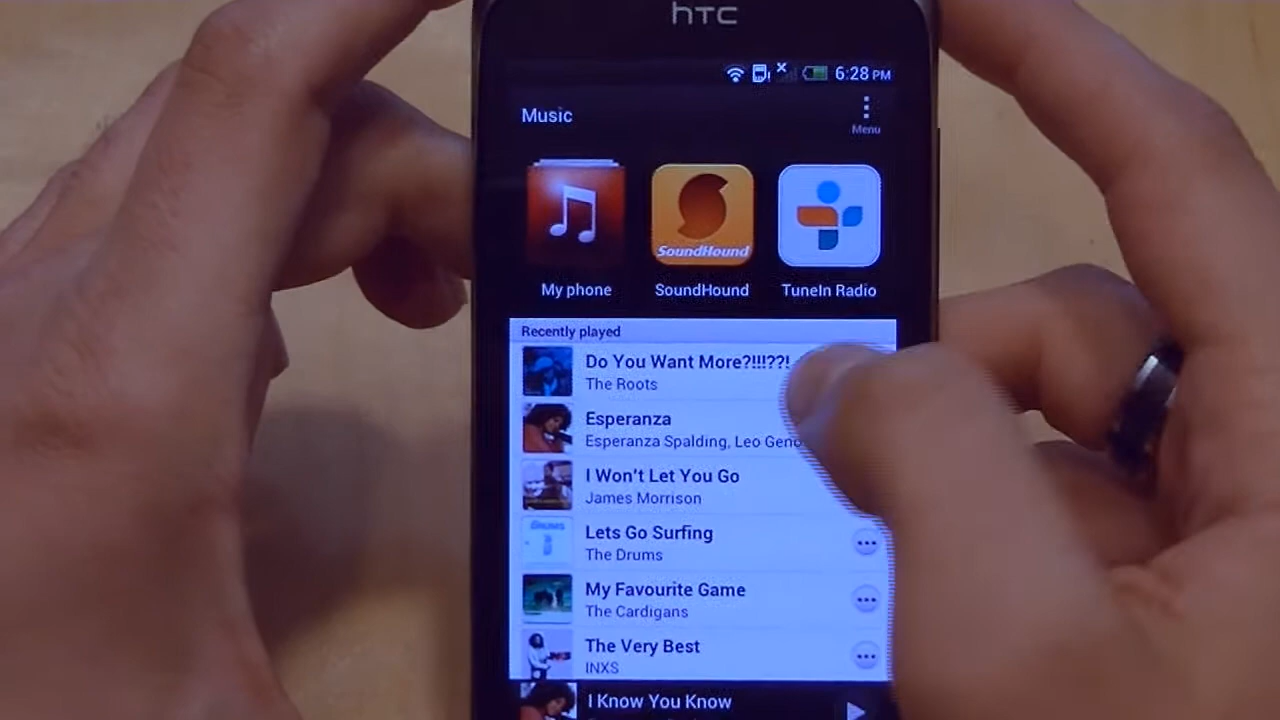 hTC
6:28 PM
Music
Menu
SoundHound
My phone
SoundHound
TuneIn Radio
Recently played
Do You Want More?!!!??!
The Roots
Esperanza
Esperanza Spalding, Leo Geno
I Won't Let You Go
James Morrison
Lets Go Surfing
The Drums
My Favourite Game
The Cardigans
The Very Best
INXS
I Know You Know